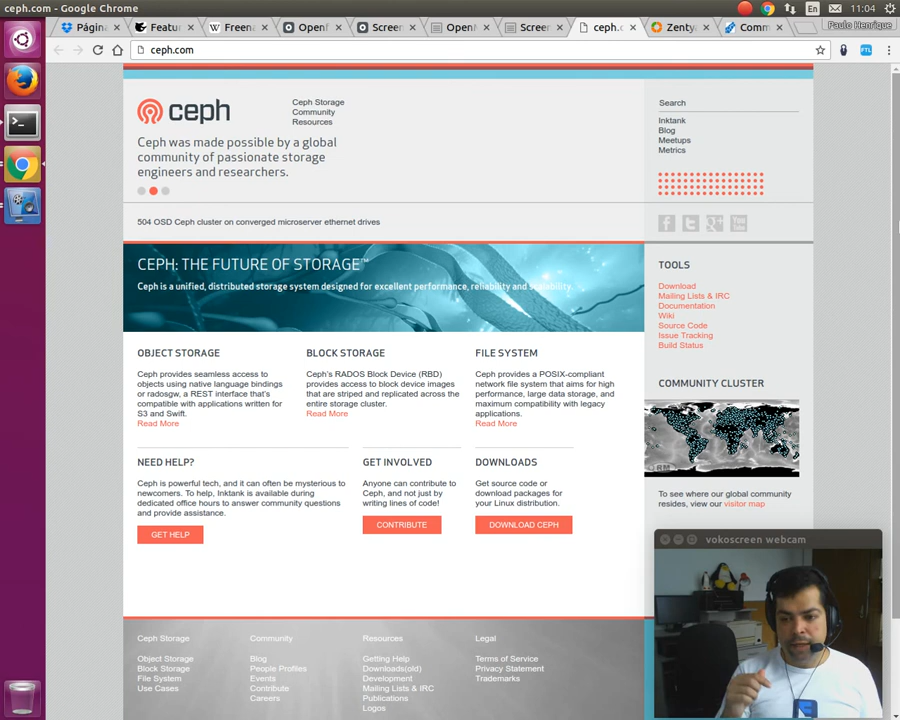 ceph.com - Google Chrome
En
11:04
Página
Featur
Freena
OpenF
Screen
OpenF
Screen
ceph.c
Zenty
Comm
Paulo Henrique
ceph.com
FTL
ceph
Ceph Storage
Community
Resources
Ceph was made possible by a global
community of passionate storage
engineers and researchers.
Search
Inktank
Blog
Meetups
Metrics
504 OSD Ceph cluster on converged microserver ethernet drives
CEPH: THE FUTURE OF STORAGE™
Ceph is a unified, distributed storage system designed for excellent performance, reliability and scalability.
OBJECT STORAGE
Ceph provides seamless access to
objects using native language bindings
or radosgw, a REST interface that's
compatible with applications written for
S3 and Swift.
Read More
BLOCK STORAGE
Ceph's RADOS Block Device (RBD)
provides access to block device images
that are striped and replicated across the
entire storage cluster.
Read More
FILE SYSTEM
Ceph provides a POSIX-compliant
network file system that aims for high
performance, large data storage, and
maximum compatibility with legacy
applications.
Read More
NEED HELP?
Ceph is powerful tech, and it can often be mysterious to
newcomers. To help, Inktank is available during
dedicated office hours to answer community questions
and provide assistance.
GET HELP
GET INVOLVED
Anyone can contribute to
Ceph, and not just by
writing lines of code!
CONTRIBUTE
DOWNLOADS
Get source code or
download packages for
your Linux distribution.
DOWNLOAD CEPH
TOOLS
Download
Mailing Lists & IRC
Documentation
Wiki
Source Code
Issue Tracking
Build Status
COMMUNITY CLUSTER
To see where our global community
resides, view our visitor map
vokoscreen webcam
Ceph Storage
Object Storage
Block Storage
File System
Use Cases
Community
Blog
People Profiles
Events
Contribute
Careers
Resources
Getting Help
Downloads(old)
Development
Mailing Lists & IRC
Publications
Logos
Legal
Terms of Service
Privacy Statement
Trademarks